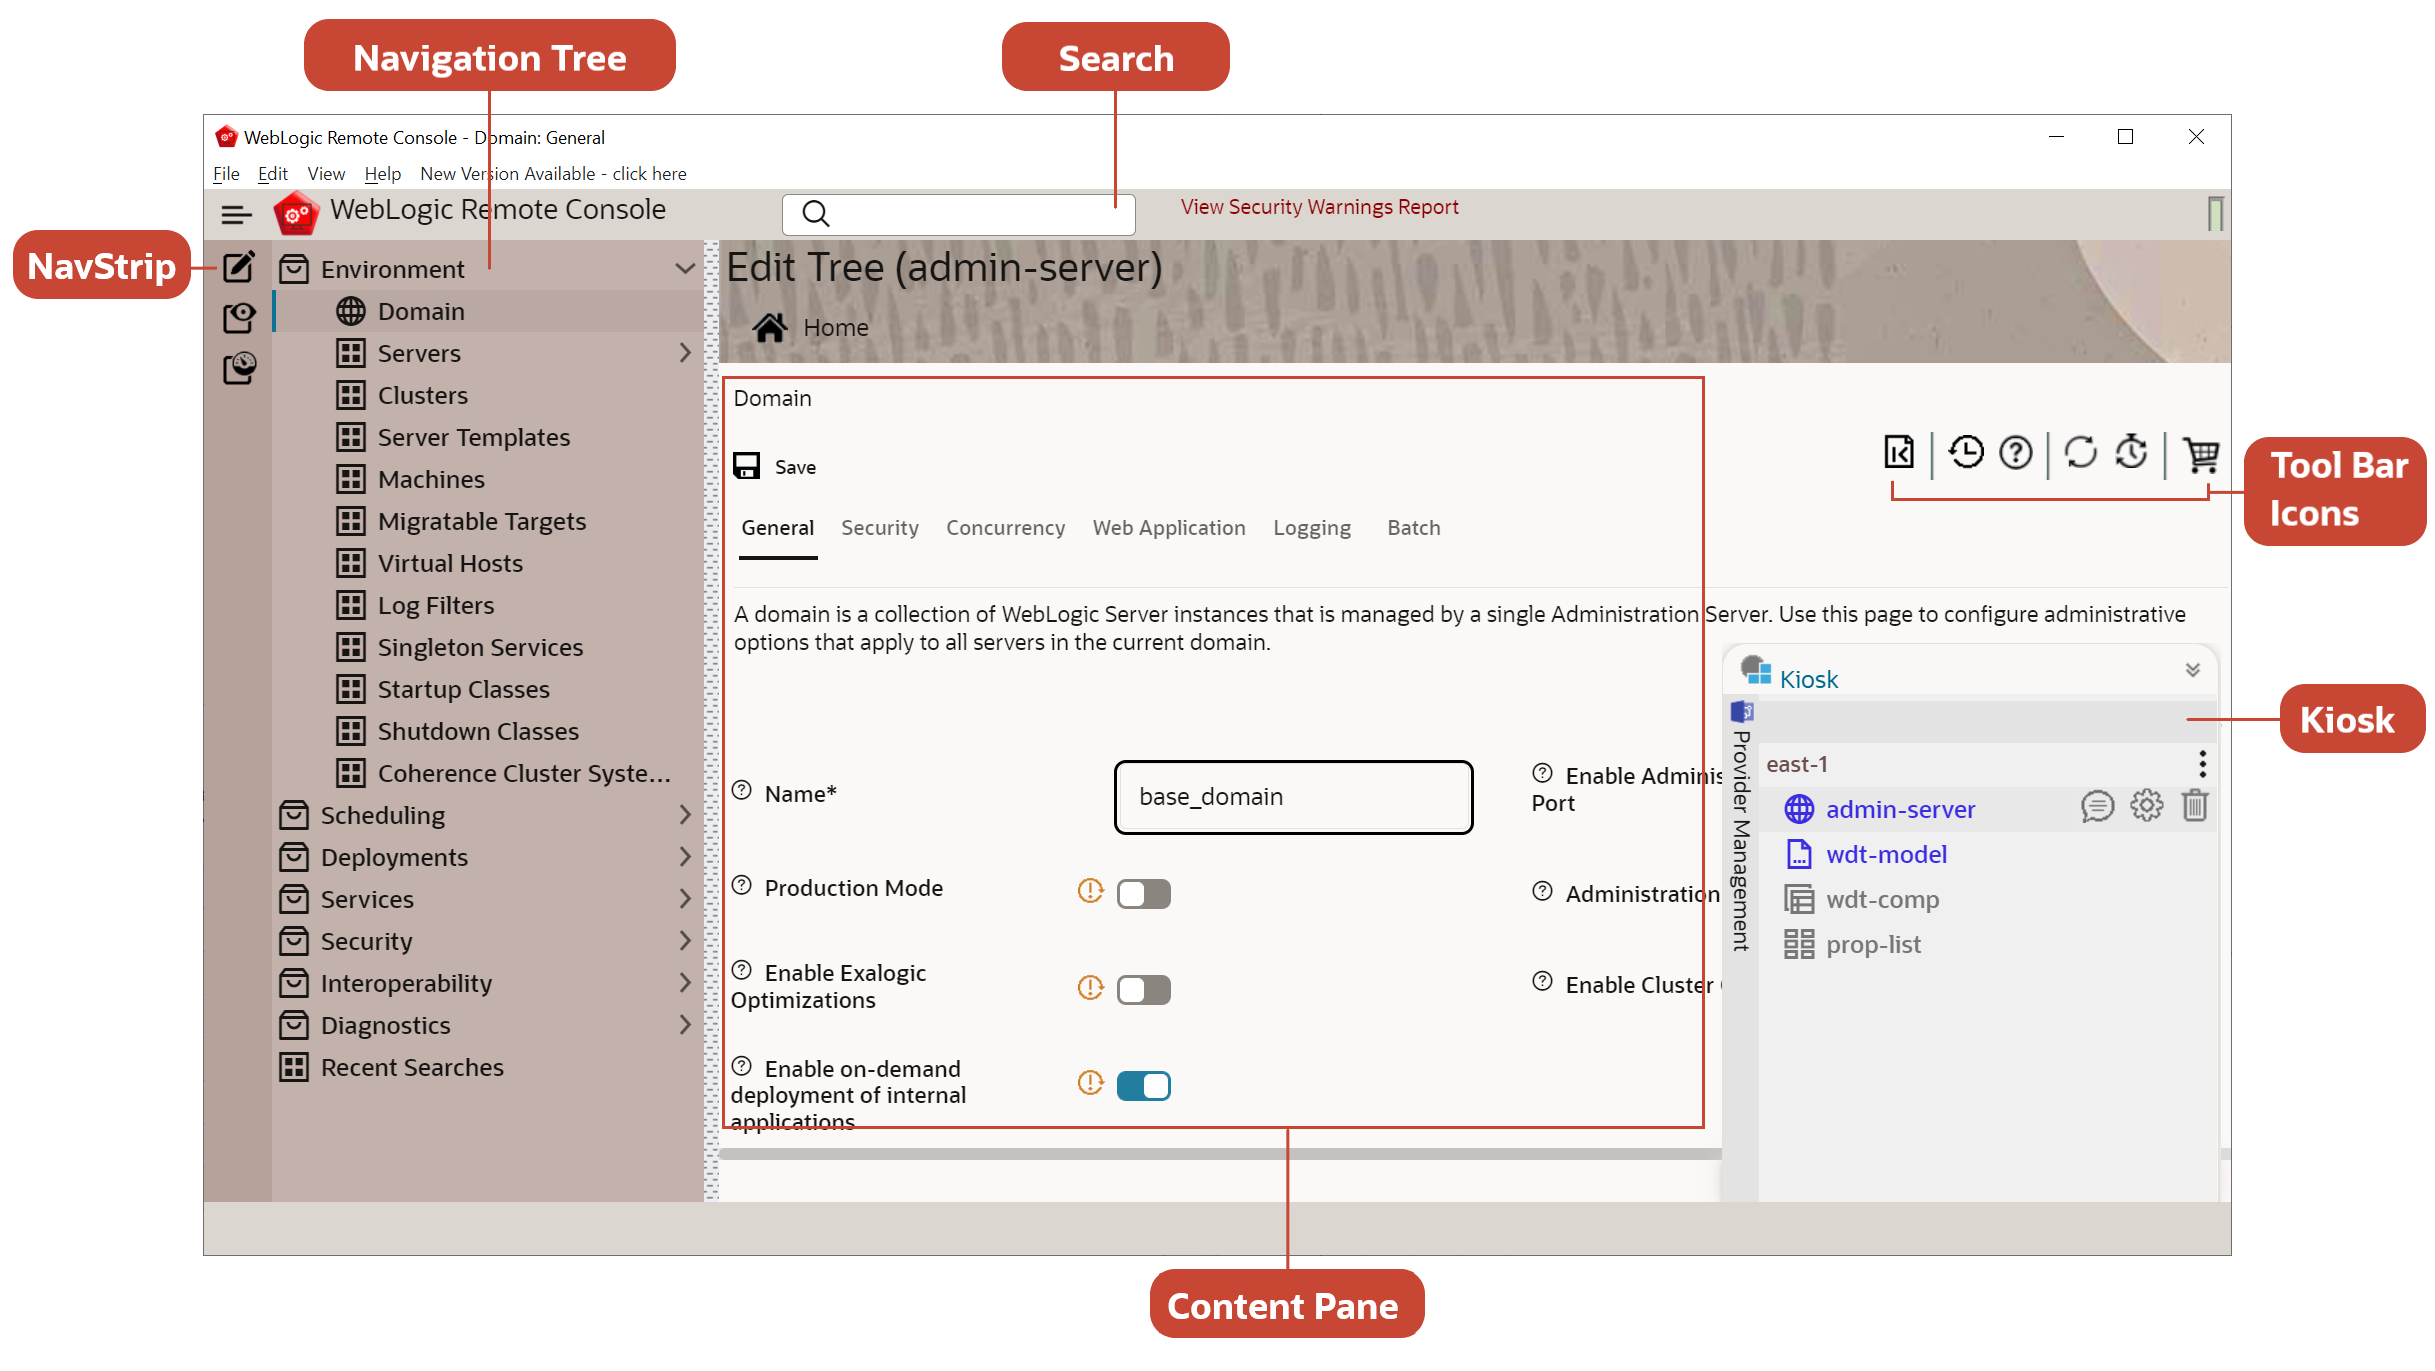 Navigation Tree
Search
WebLogic Remote Console - Domain: General
File Edit View Help New Version Available - click here
WebLogic Remote Console
View Security Warnings Report
NavStrip
Environment
Domain
Servers
Clusters
Server Templates
Machines
Migratable Targets
Virtual Hosts
Log Filters
Singleton Services
Startup Classes
Shutdown Classes
Coherence Cluster Syste...
Scheduling
Deployments
Services
Security
Interoperability
Diagnostics
Recent Searches
Edit Tree (admin-server)
Home
Domain
Save
Tool Bar
Icons
General Security Concurrency Web Application Logging Batch
A domain is a collection of WebLogic Server instances that is managed by a single Administration Server. Use this page to configure administrative
options that apply to all servers in the current domain.
Name*
base_domain
Enable Adminis
Port
Production Mode
Administration
Enable Exalogic
Optimizations
Enable Cluster
Enable on-demand
deployment of internal
applications
Kiosk
Provider Management
east-1
admin-server
wdt-model
wdt-comp
prop-list
Kiosk
Content Pane